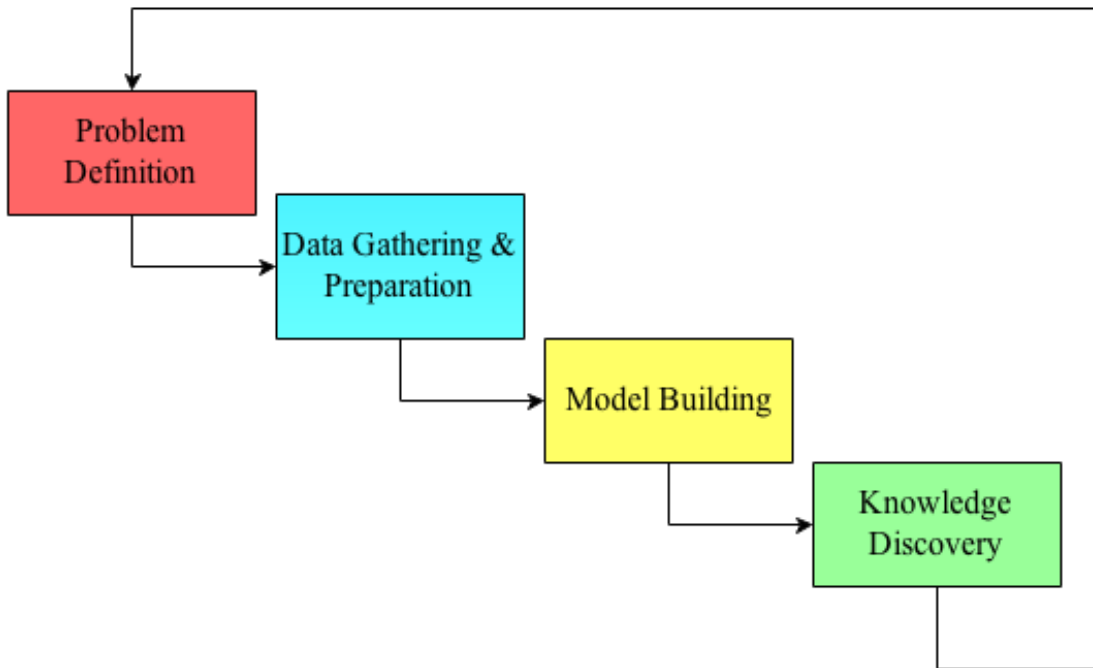 Problem
Definition
Data Gathering &
Preparation
Model Building
Knowledge
Discovery